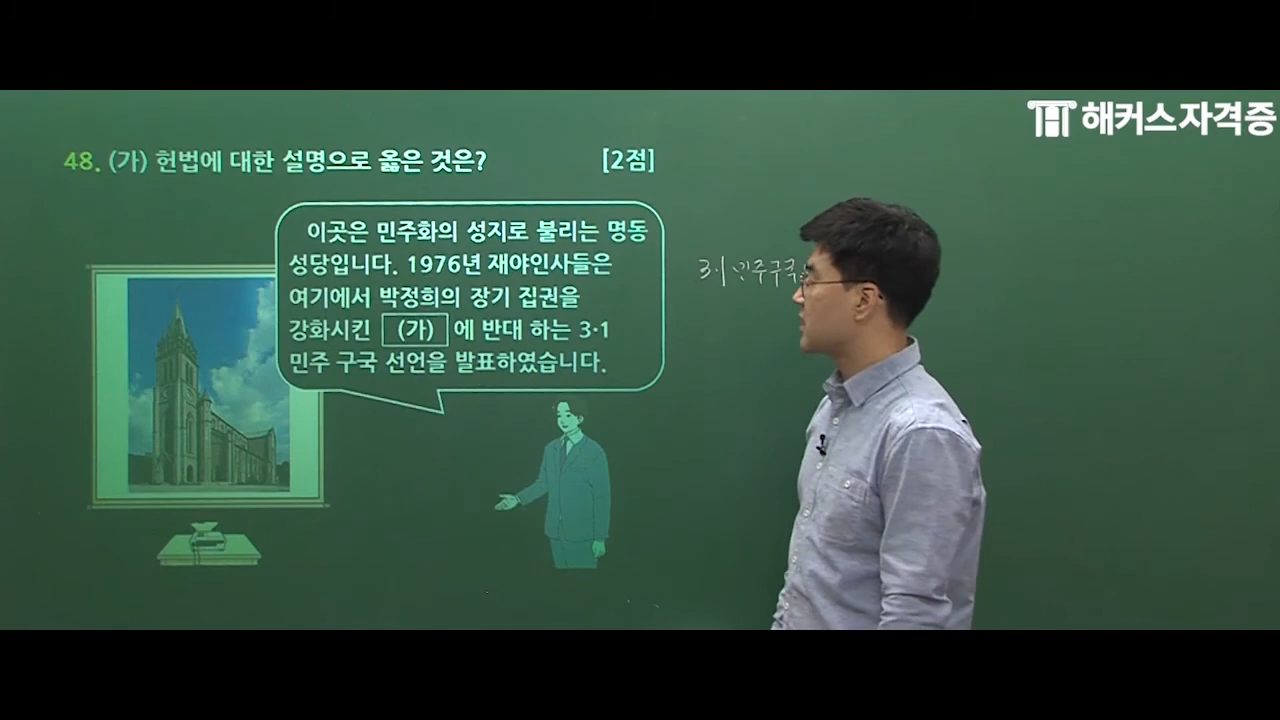 해커스자격증
48. (가) 헌법에 대한 설명으로 옳은 것은? [2점]
이곳은 민주화의 성지로 불리는 명동
성당입니다. 1976년 재야인사들은
여기에서 박정희의 장기 집권을
강화시킨 (가) 에 반대 하는 3·1
민주 구국 선언을 발표하였습니다.
3·1 민주구국